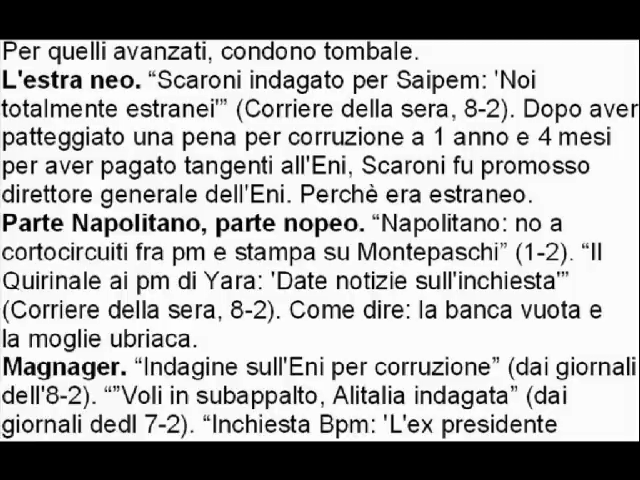 Per quelli avanzati, condono tombale.
L'estra neo. “Scaroni indagato per Saipem: 'Noi
totalmente estranei'” (Corriere della sera, 8-2). Dopo aver
patteggiato una pena per corruzione a 1 anno e 4 mesi
per aver pagato tangenti all'Eni, Scaroni fu promosso
direttore generale dell'Eni. Perchè era estraneo.
Parte Napolitano, parte nopeo. “Napolitano: no a
cortocircuiti fra pm e stampa su Montepaschi” (1-2). “Il
Quirinale ai pm di Yara: 'Date notizie sull'inchiesta'”
(Corriere della sera, 8-2). Come dire: la banca vuota e
la moglie ubriaca.
Magnager. “Indagine sull'Eni per corruzione” (dai giornali
dell'8-2). “”Voli in subappalto, Alitalia indagata” (dai
giornali dedl 7-2). “Inchiesta Bpm: 'L'ex presidente